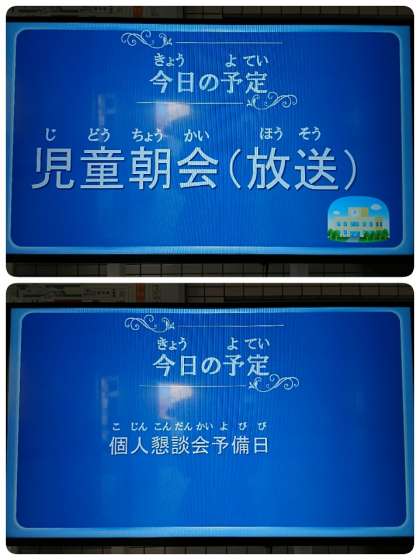 きょう よてい
今日の予定
じ どう ちょう かい ほう そう
児童朝会(放送)
きょう よてい
今日の予定
こ じん こん だん かい よ び び
個人懇談会予備日